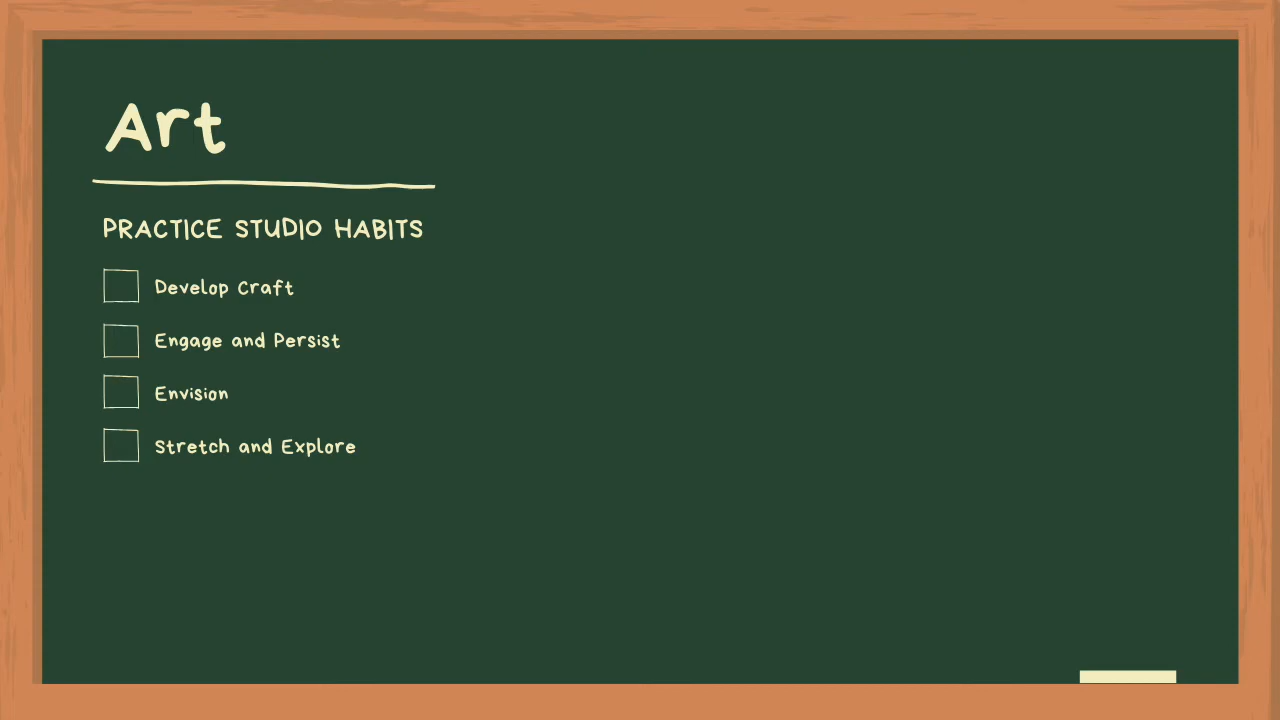 Art
PRACTICE STUDIO HABITS
Develop Craft
Engage and Persist
Envision
Stretch and Explore